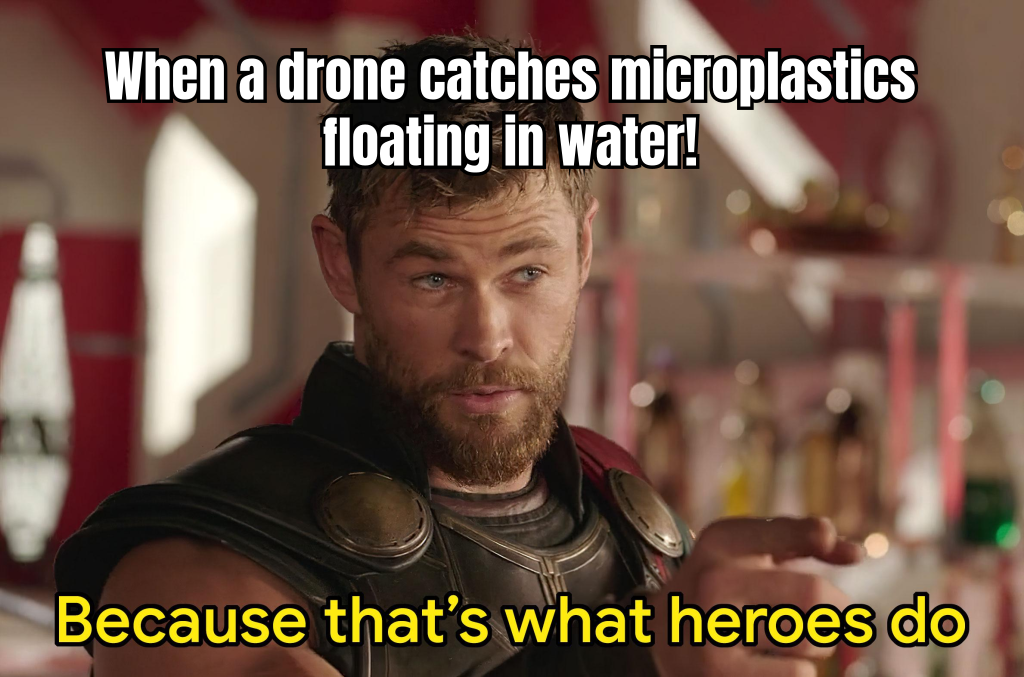 When a drone catches microplastics
floating in water!
Because that’s what heroes do